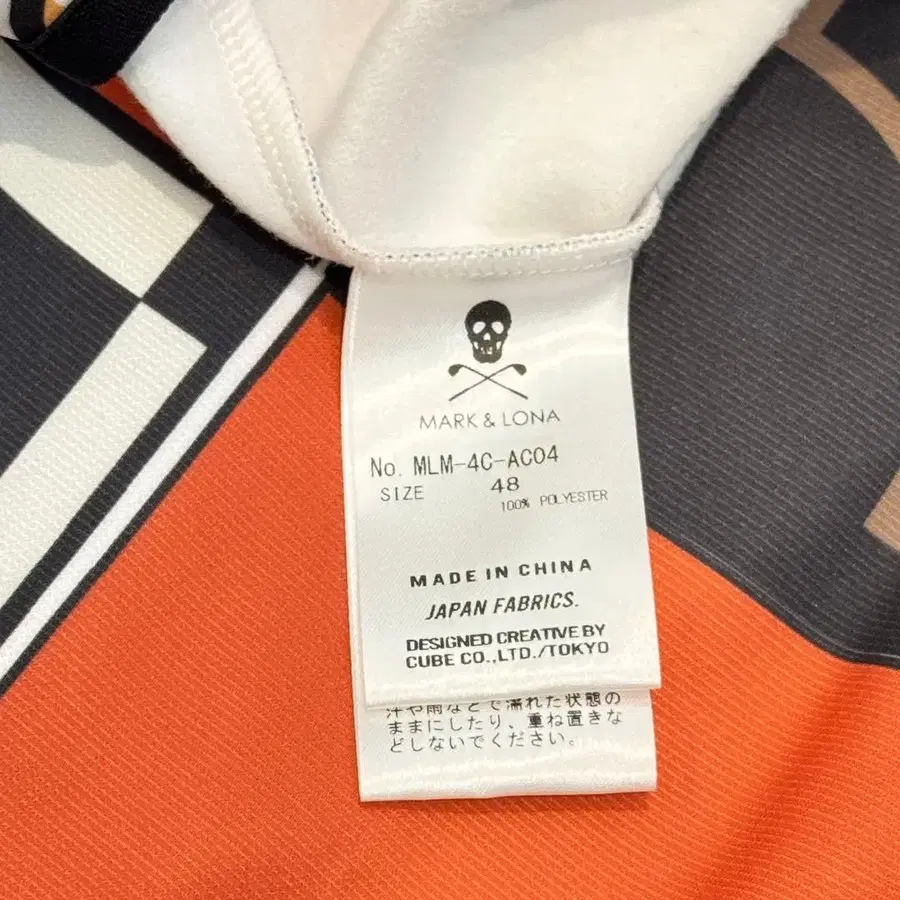 MARK & LONA
No. MLM-4C-AC04
SIZE 48
100% POLYESTER
MADE IN CHINA
JAPAN FABRICS.
DESIGNED CREATIVE BY
CUBE CO.,LTD./TOKYO
汗や雨などで濡れた状態の
ままにしたり、重ね置きな
どしないでください。